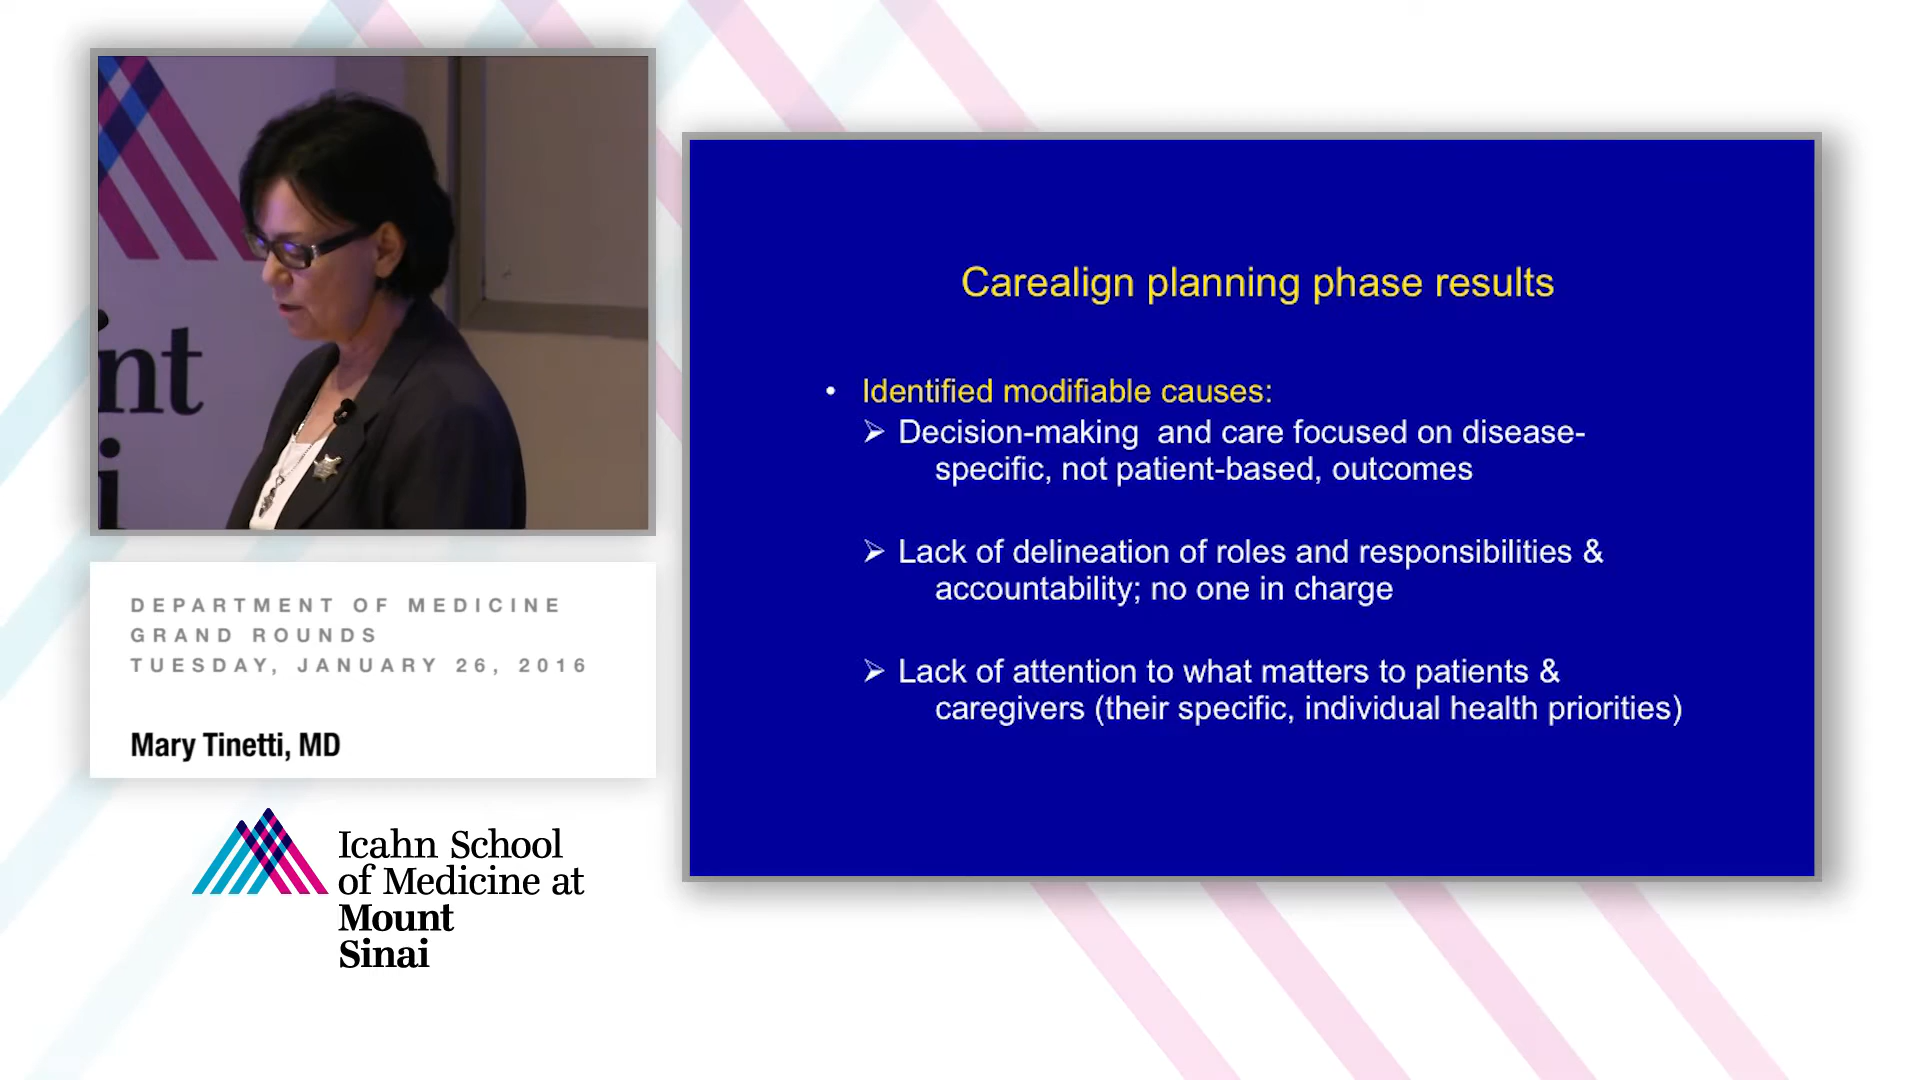 nt
i
DEPARTMENT OF MEDICINE
GRAND ROUNDS
TUESDAY, JANUARY 26, 2016
Mary Tinetti, MD
Icahn School
of Medicine at
Mount
Sinai
Carealign planning phase results
• Identified modifiable causes:
➢ Decision-making and care focused on disease-
specific, not patient-based, outcomes
➢ Lack of delineation of roles and responsibilities &
accountability; no one in charge
➢ Lack of attention to what matters to patients &
caregivers (their specific, individual health priorities)